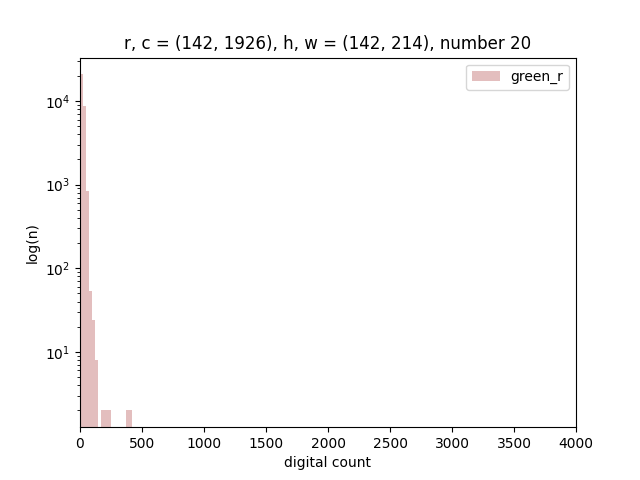 r, c = (142, 1926), h, w = (142, 214), number 20
green_r
10⁴
10³
10²
10¹
log(n)
0 500 1000 1500 2000 2500 3000 3500 4000
digital count